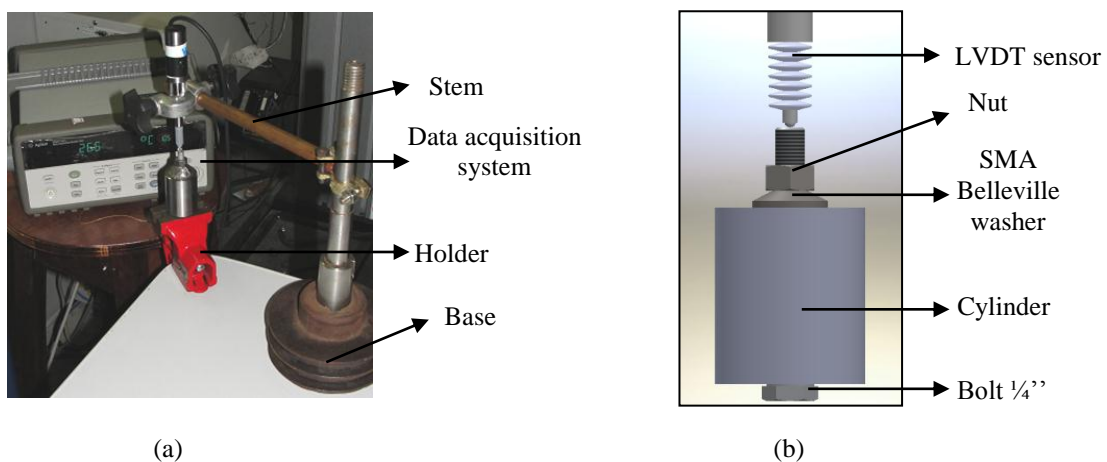 Stem
Data acquisition
system
Holder
Base
(a)
LVDT sensor
Nut
SMA
Belleville
washer
Cylinder
Bolt ¼’’
(b)